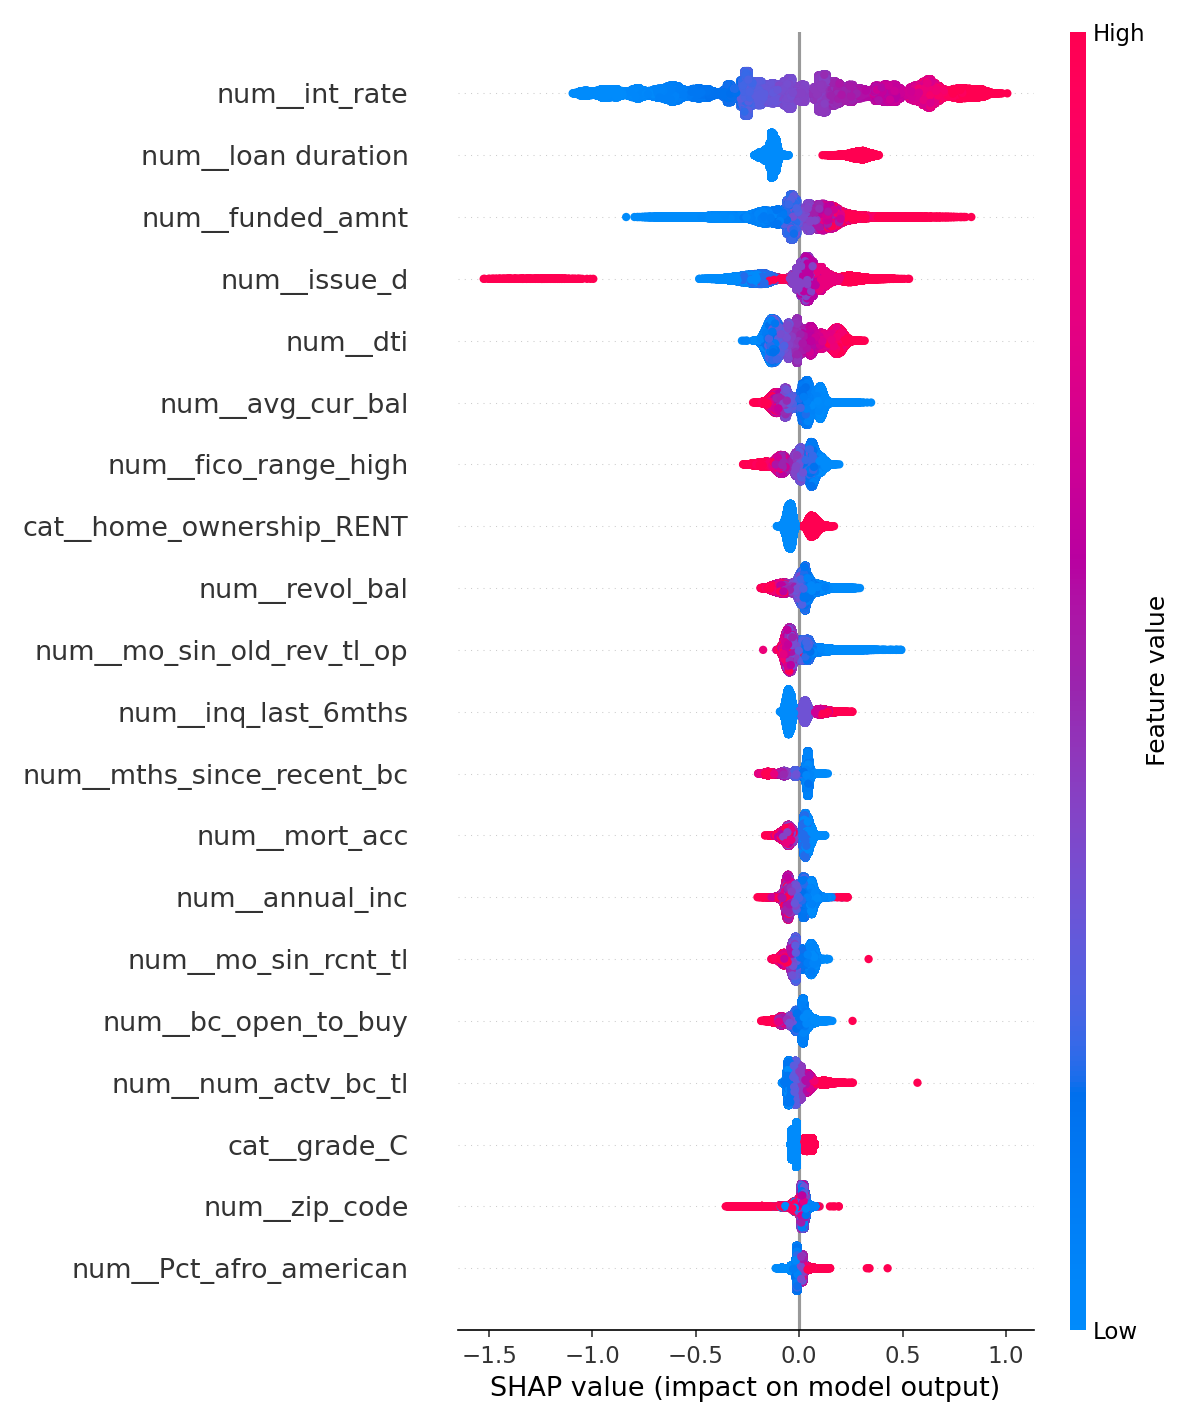 High
num__int_rate
num__loan duration
num__funded_amnt
num__issue_d
num__dti
num__avg_cur_bal
num__fico_range_high
cat__home_ownership_RENT
num__revol_bal
num__mo_sin_old_rev_tl_op
num__inq_last_6mths
num__mths_since_recent_bc
num__mort_acc
num__annual_inc
num__mo_sin_rcnt_tl
num__bc_open_to_buy
num__num_actv_bc_tl
cat__grade_C
num__zip_code
num__Pct_afro_american
Feature value
Low
−1.5 −1.0 −0.5 0.0 0.5 1.0
SHAP value (impact on model output)